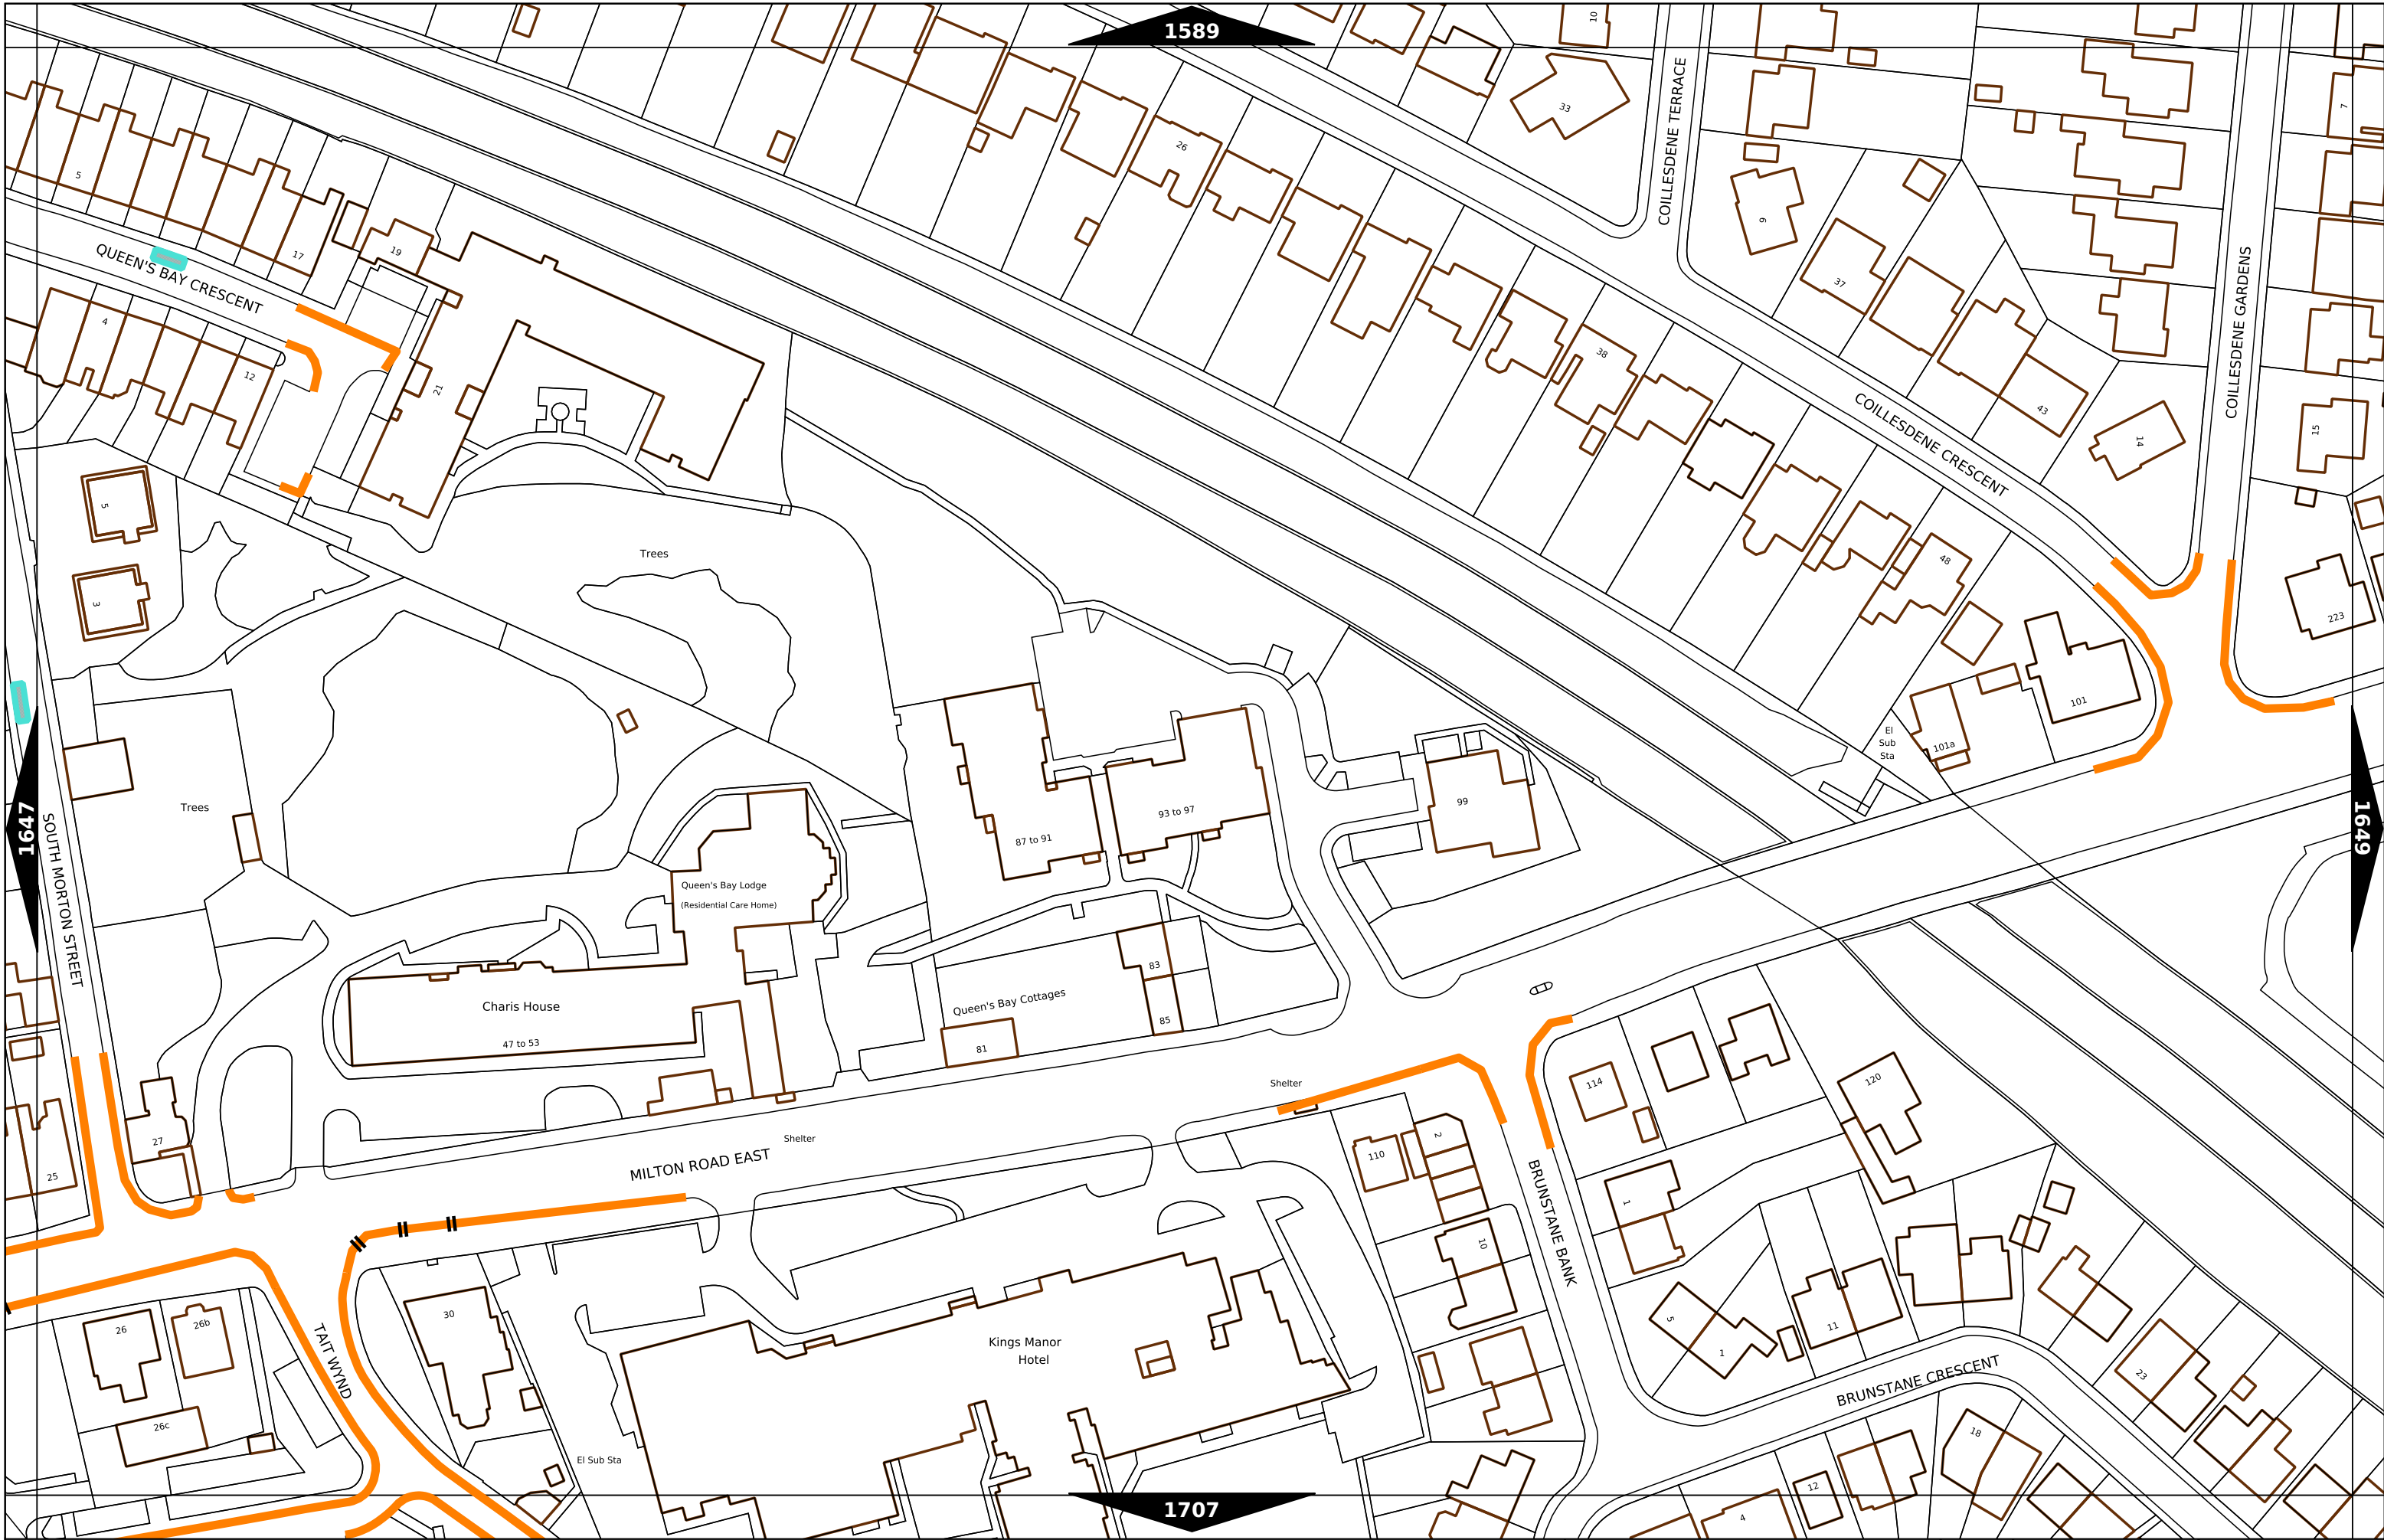 1589
10
33
7
26
5
COILLESDENE TERRACE
6
QUEEN'S BAY CRESCENT
17
19
37
COILLESDENE GARDENS
4
12
21
38
43
COILLESDENE CRESCENT
14
15
5
Trees
48
3
223
101
El
Sub
Sta
101a
Trees
1647
SOUTH MORTON STREET
99
93 to 97
87 to 91
1649
Queen's Bay Lodge
(Residential Care Home)
83
Charis House
Queen's Bay Cottages
85
47 to 53
81
Shelter
114
120
27
Shelter
2
110
MILTON ROAD EAST
25
1
BRUNSTANE BANK
10
30
26
26b
TAIT WYND
Kings Manor
Hotel
5
1
11
BRUNSTANE CRESCENT
23
26c
18
El Sub Sta
12
4
1707